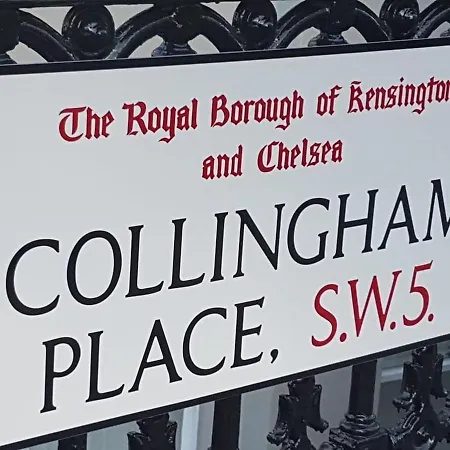 The Royal Borough of Kensington
and Chelsea
COLLINGHAM
PLACE, S.W.5.